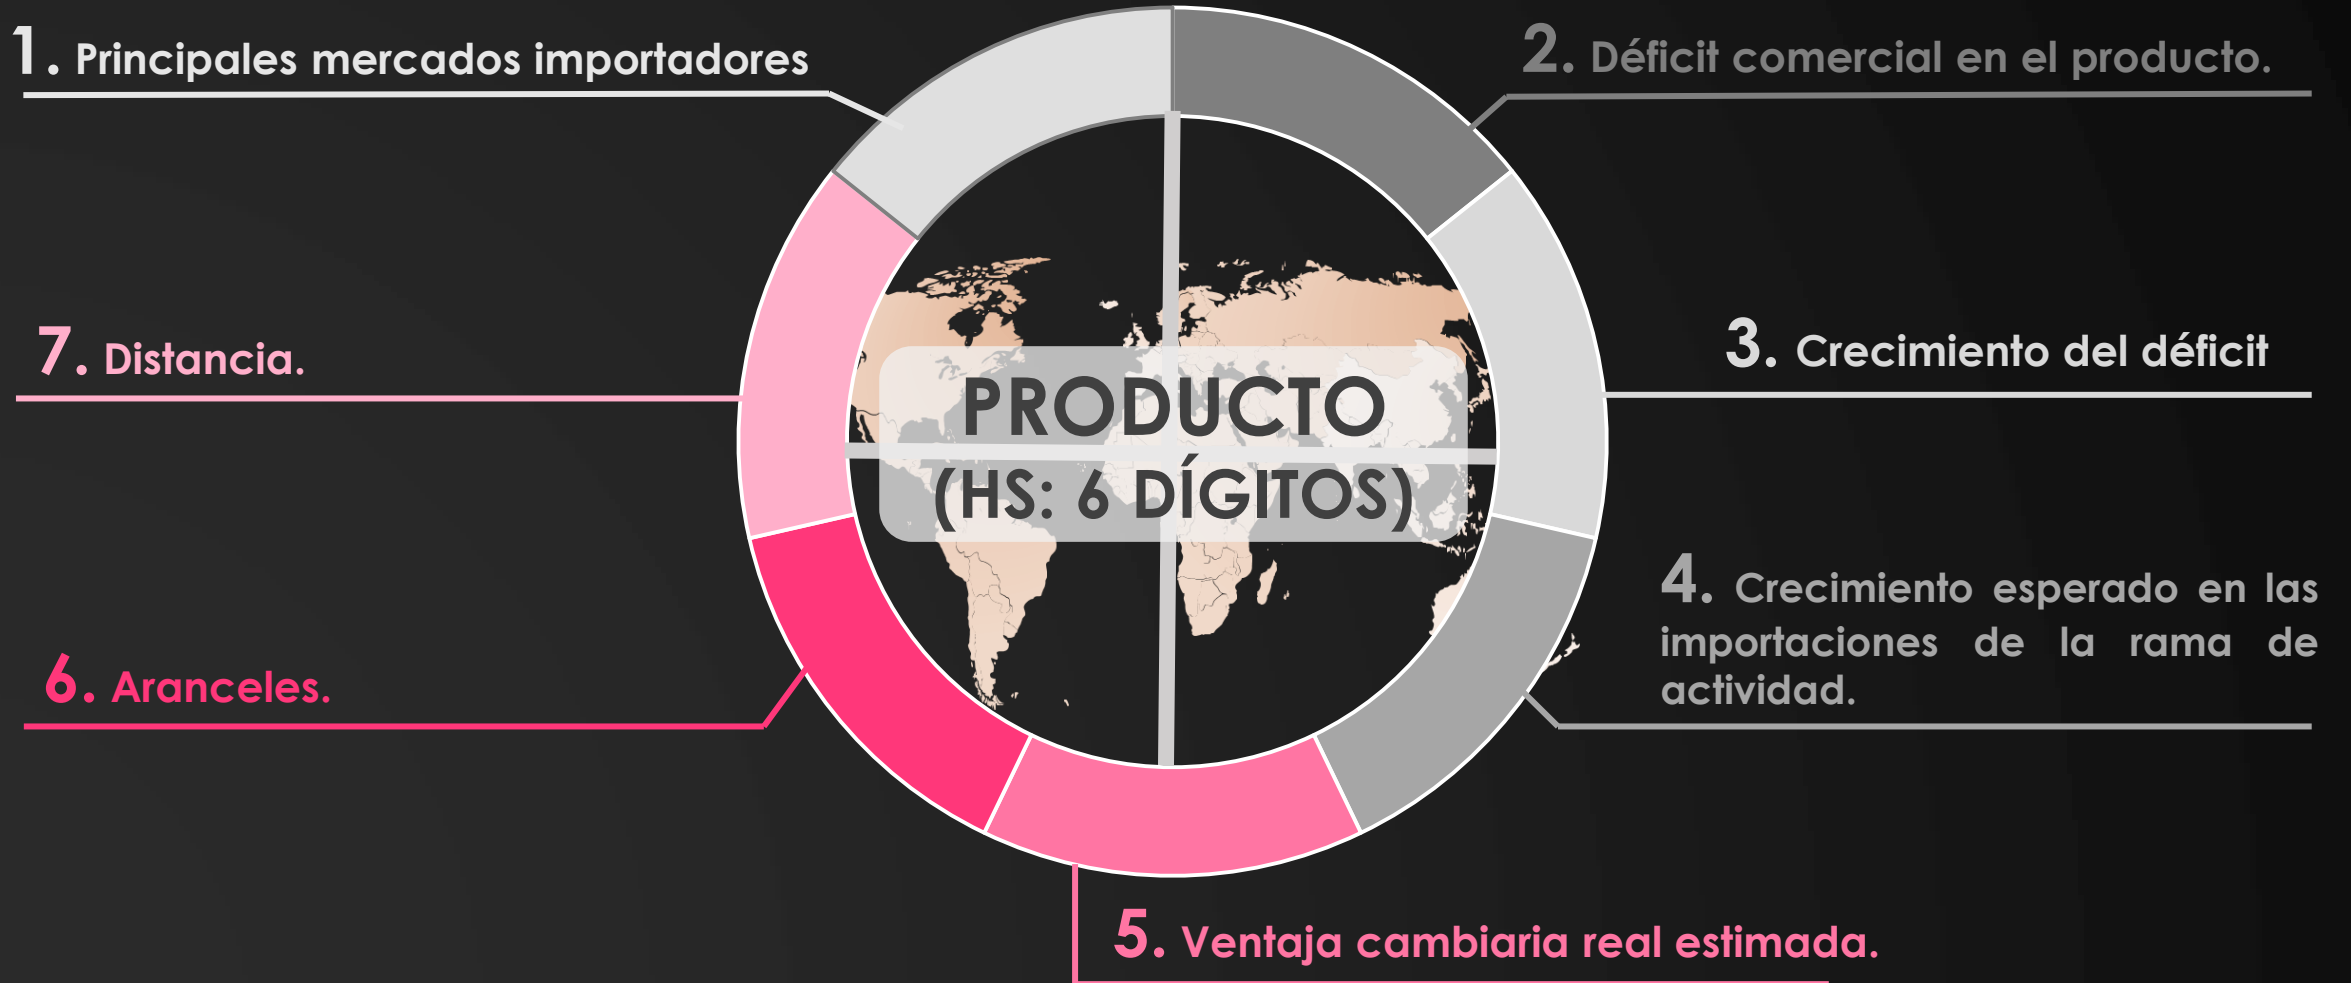 1. Principales mercados importadores
2. Déficit comercial en el producto.
3. Crecimiento del déficit
4. Crecimiento esperado en las
importaciones de la rama de
actividad.
5. Ventaja cambiaria real estimada.
6. Aranceles.
7. Distancia.
PRODUCTO
(HS: 6 DÍGITOS)